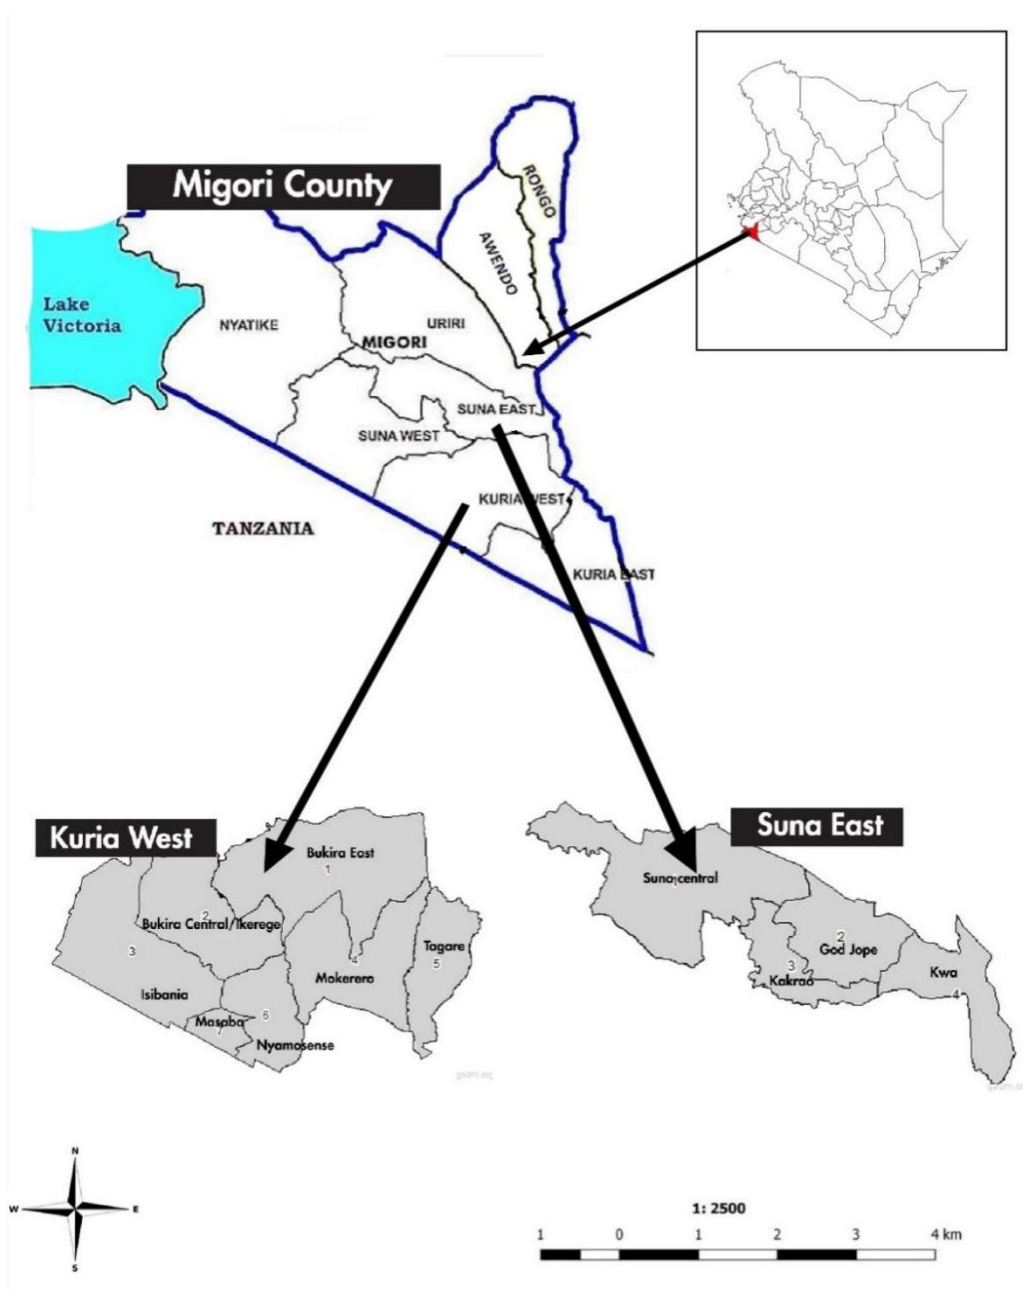 Migori County
RONGO
AWENDO
Lake
Victoria
NYATIKE
URIRI
MIGORI
SUNA EAST
SUNA WEST
KURIA WEST
TANZANIA
KURIA EAST
Kuria West
Suna East
Bukira East
1
Suna central
1
2
Bukira Central/Ikerege
3
Isibania
4
Mokerero
Tagare
5
6
Masaba
7
Nyamosense
2
God Jope
3
Kakrao
Kwa
4
gadm.org
N
W
E
S
1: 2500
1 0 1 2 3 4 km